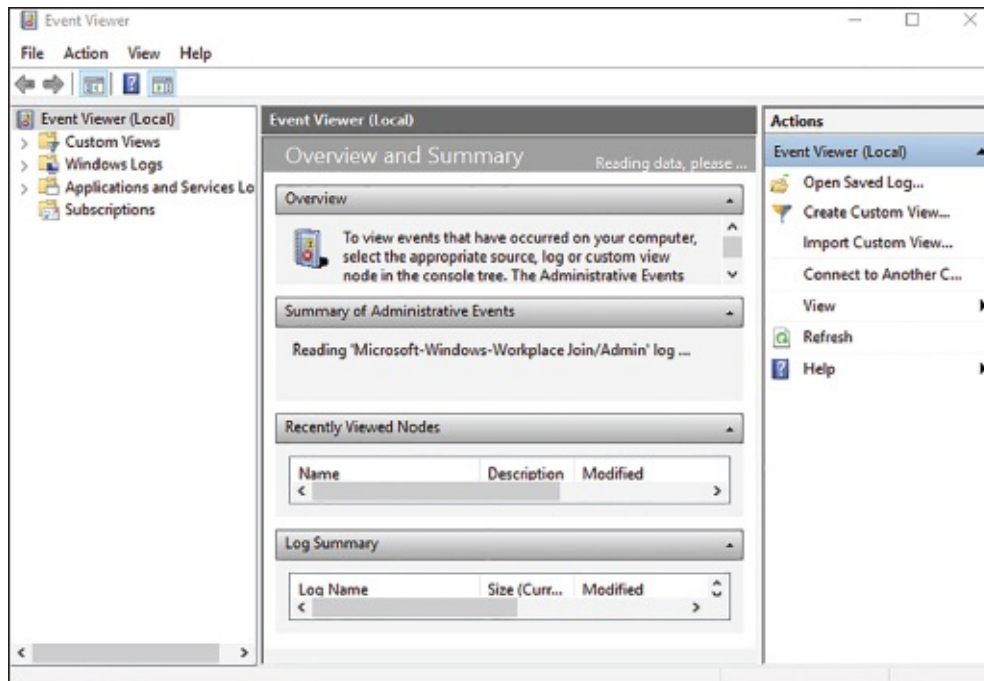 Event Viewer
File Action View Help
Event Viewer (Local)
Custom Views
Windows Logs
Applications and Services Lo
Subscriptions
Event Viewer (Local)
Overview and Summary
Reading data, please ...
Overview
To view events that have occurred on your computer,
select the appropriate source, log or custom view
node in the console tree. The Administrative Events
Summary of Administrative Events
Reading 'Microsoft-Windows-Workplace Join/Admin' log ...
Recently Viewed Nodes
Name Description Modified
Log Summary
Log Name Size (Curr... Modified
Actions
Event Viewer (Local)
Open Saved Log...
Create Custom View...
Import Custom View...
Connect to Another C...
View
Refresh
Help